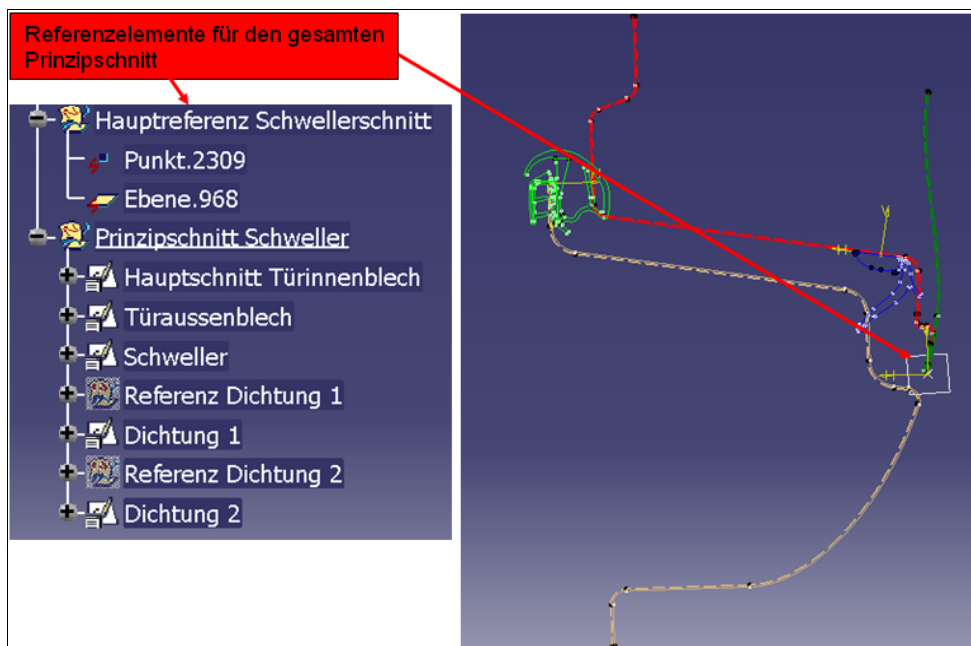 Referenzelemente für den gesamten
Prinzipschnitt
Hauptreferenz Schwellerschnitt
Punkt.2309
Ebene.968
Prinzipschnitt Schweller
Hauptschnitt Türinnenblech
Türaussenblech
Schweller
Referenz Dichtung 1
Dichtung 1
Referenz Dichtung 2
Dichtung 2